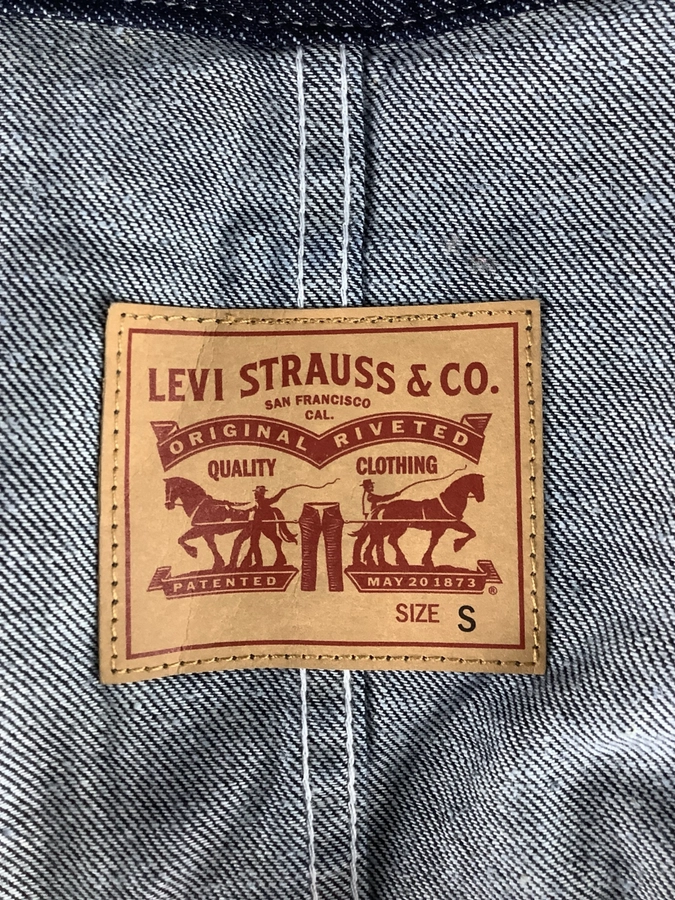 LEVI STRAUSS & CO.
SAN FRANCISCO
CAL.
ORIGINAL RIVETED
QUALITY CLOTHING
PATENTED MAY 20 1873 ®
SIZE S